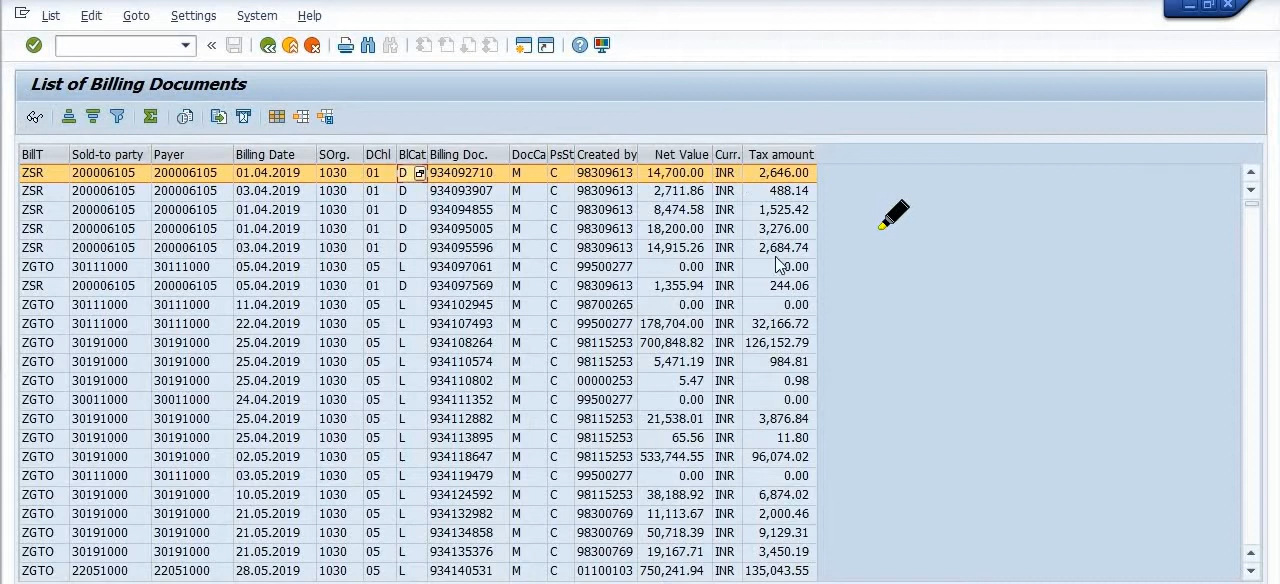 List Edit Goto Settings System Help
List of Billing Documents
BillT Sold-to party Payer Billing Date SOrg. DChl BlCat Billing Doc. DocCa PsSt Created by Net Value Curr. Tax amount
ZSR 200006105 200006105 01.04.2019 1030 01 D 934092710 M C 98309613 14,700.00 INR 2,646.00
ZSR 200006105 200006105 03.04.2019 1030 01 D 934093907 M C 98309613 2,711.86 INR 488.14
ZSR 200006105 200006105 03.04.2019 1030 01 D 934094855 M C 98309613 8,474.58 INR 1,525.42
ZSR 200006105 200006105 01.04.2019 1030 01 D 934095005 M C 98309613 18,200.00 INR 3,276.00
ZSR 200006105 200006105 03.04.2019 1030 01 D 934095596 M C 98309613 14,915.26 INR 2,684.74
ZGTO 30111000 30111000 05.04.2019 1030 05 L 934097061 M C 99500277 0.00 INR 0.00
ZSR 200006105 200006105 05.04.2019 1030 01 D 934097569 M C 98309613 1,355.94 INR 244.06
ZGTO 30111000 30111000 11.04.2019 1030 05 L 934102945 M C 98700265 0.00 INR 0.00
ZGTO 30111000 30111000 22.04.2019 1030 05 L 934107493 M C 99500277 178,704.00 INR 32,166.72
ZGTO 30191000 30191000 25.04.2019 1030 05 L 934108264 M C 98115253 700,848.82 INR 126,152.79
ZGTO 30191000 30191000 25.04.2019 1030 05 L 934110574 M C 98115253 5,471.19 INR 984.81
ZGTO 30191000 30191000 25.04.2019 1030 05 L 934110802 M C 00000253 5.47 INR 0.98
ZGTO 30011000 30011000 24.04.2019 1030 05 L 934111352 M C 99500277 0.00 INR 0.00
ZGTO 30191000 30191000 25.04.2019 1030 05 L 934112882 M C 98115253 21,538.01 INR 3,876.84
ZGTO 30191000 30191000 25.04.2019 1030 05 L 934113895 M C 98115253 65.56 INR 11.80
ZGTO 30191000 30191000 02.05.2019 1030 05 L 934118647 M C 98115253 533,744.55 INR 96,074.02
ZGTO 30111000 30111000 03.05.2019 1030 05 L 934119479 M C 99500277 0.00 INR 0.00
ZGTO 30191000 30191000 10.05.2019 1030 05 L 934124592 M C 98115253 38,188.92 INR 6,874.02
ZGTO 30191000 30191000 21.05.2019 1030 05 L 934132982 M C 98300769 11,113.67 INR 2,000.46
ZGTO 30191000 30191000 21.05.2019 1030 05 L 934134858 M C 98300769 50,718.39 INR 9,129.31
ZGTO 30191000 30191000 21.05.2019 1030 05 L 934135376 M C 98300769 19,167.71 INR 3,450.19
ZGTO 22051000 22051000 28.05.2019 1030 05 L 934140531 M C 01100103 750,241.94 INR 135,043.55